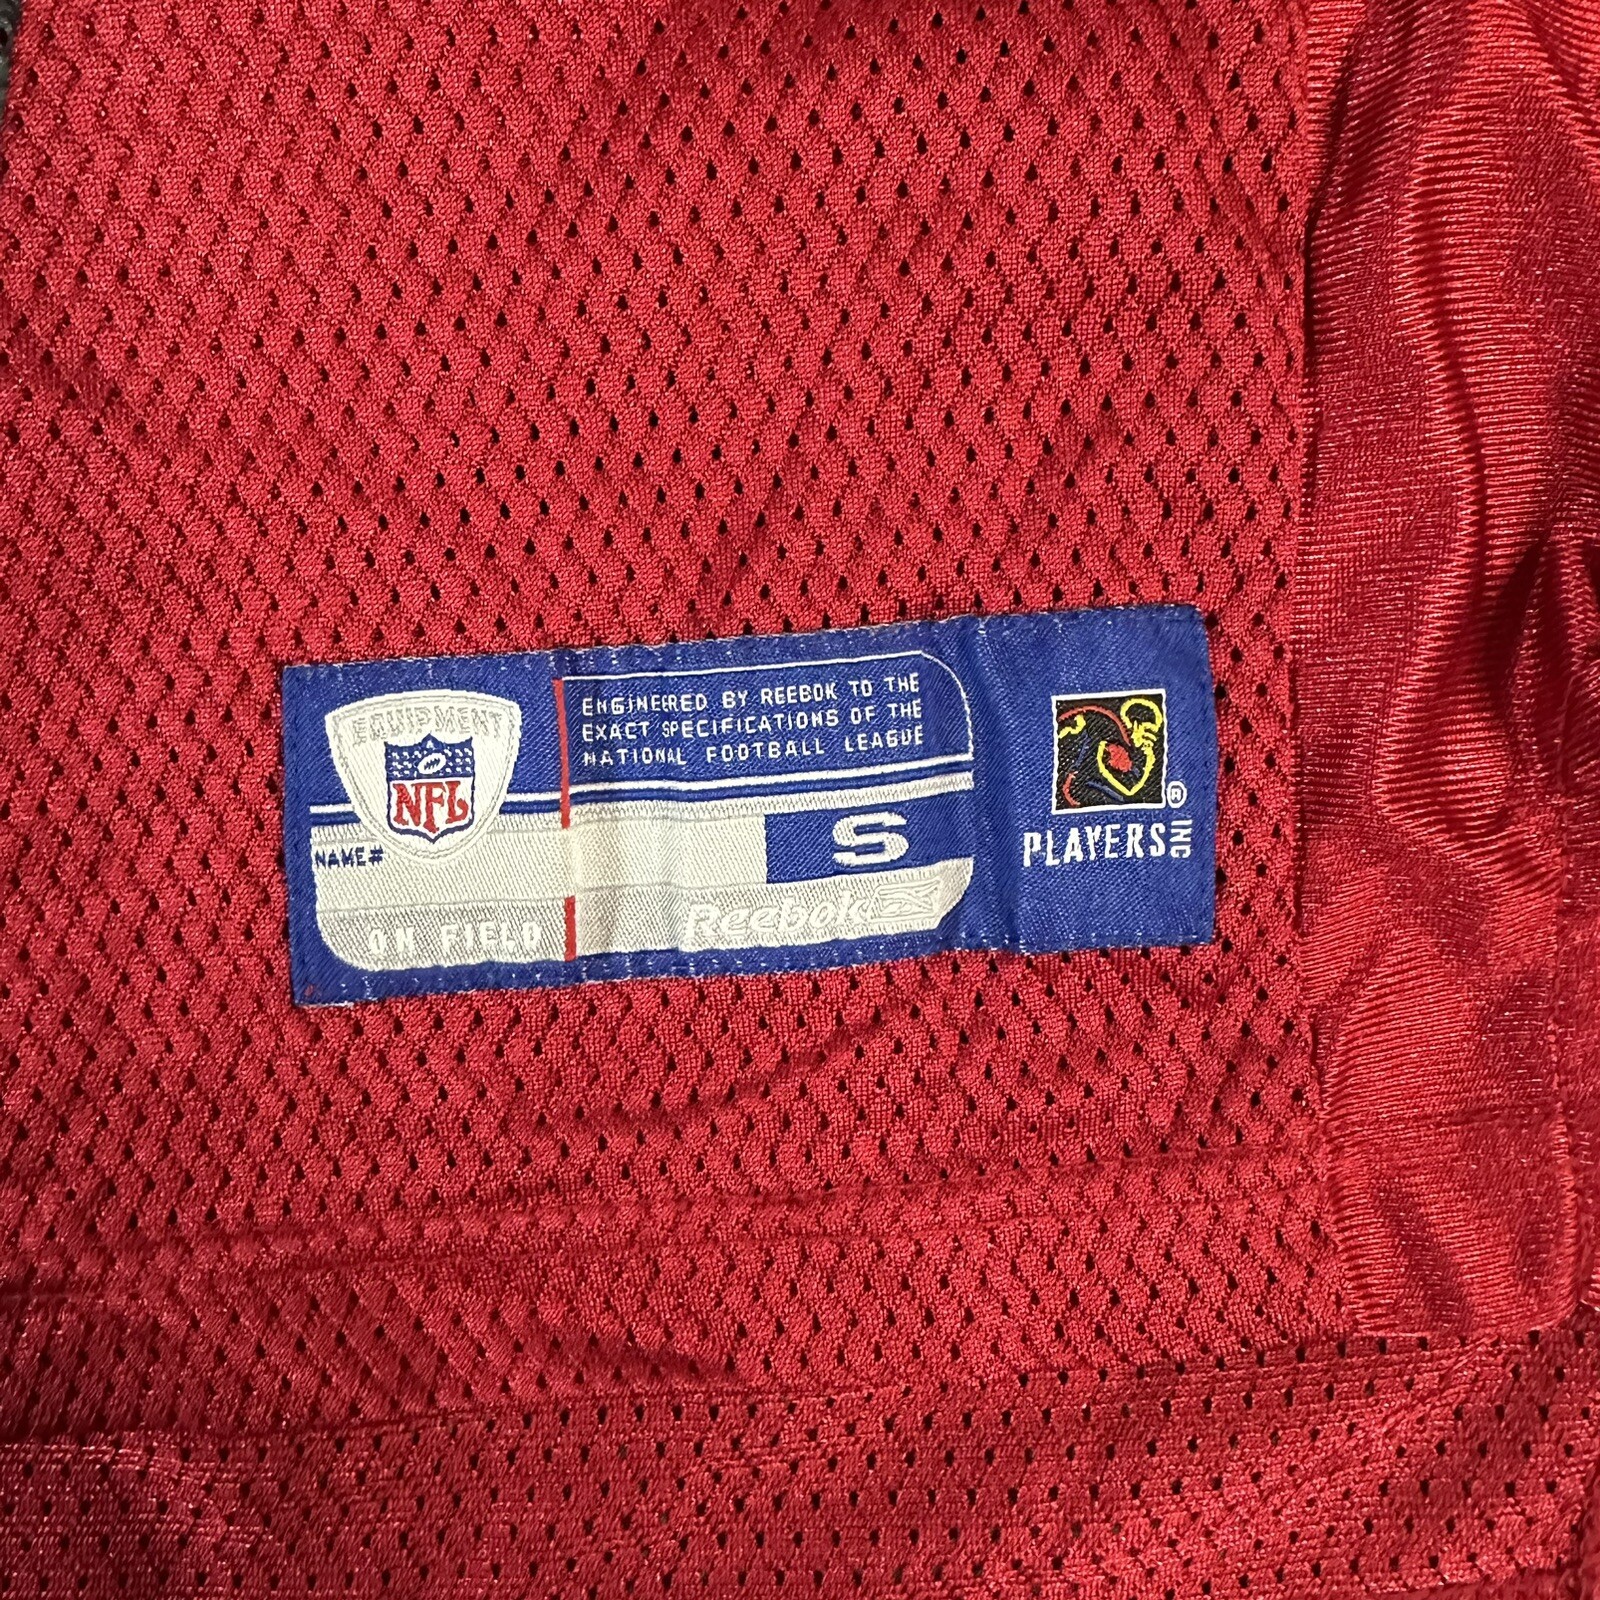 EQUIPMENT
NFL
ENGINEERED BY REEBOK TO THE
EXACT SPECIFICATIONS OF THE
NATIONAL FOOTBALL LEAGUE
NAME#
S
ON FIELD
Reebok
®
PLAYERS INC